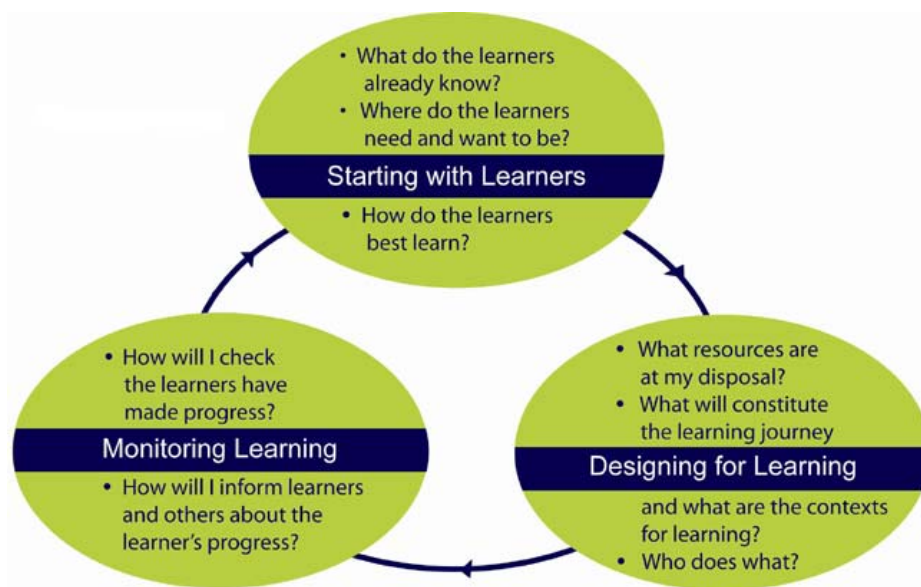 • What do the learners
already know?
• Where do the learners
need and want to be?
Starting with Learners
• How do the learners
best learn?
• How will I check
the learners have
made progress?
Monitoring Learning
• How will I inform learners
and others about the
learner's progress?
• What resources are
at my disposal?
• What will constitute
the learning journey
Designing for Learning
and what are the contexts
for learning?
• Who does what?